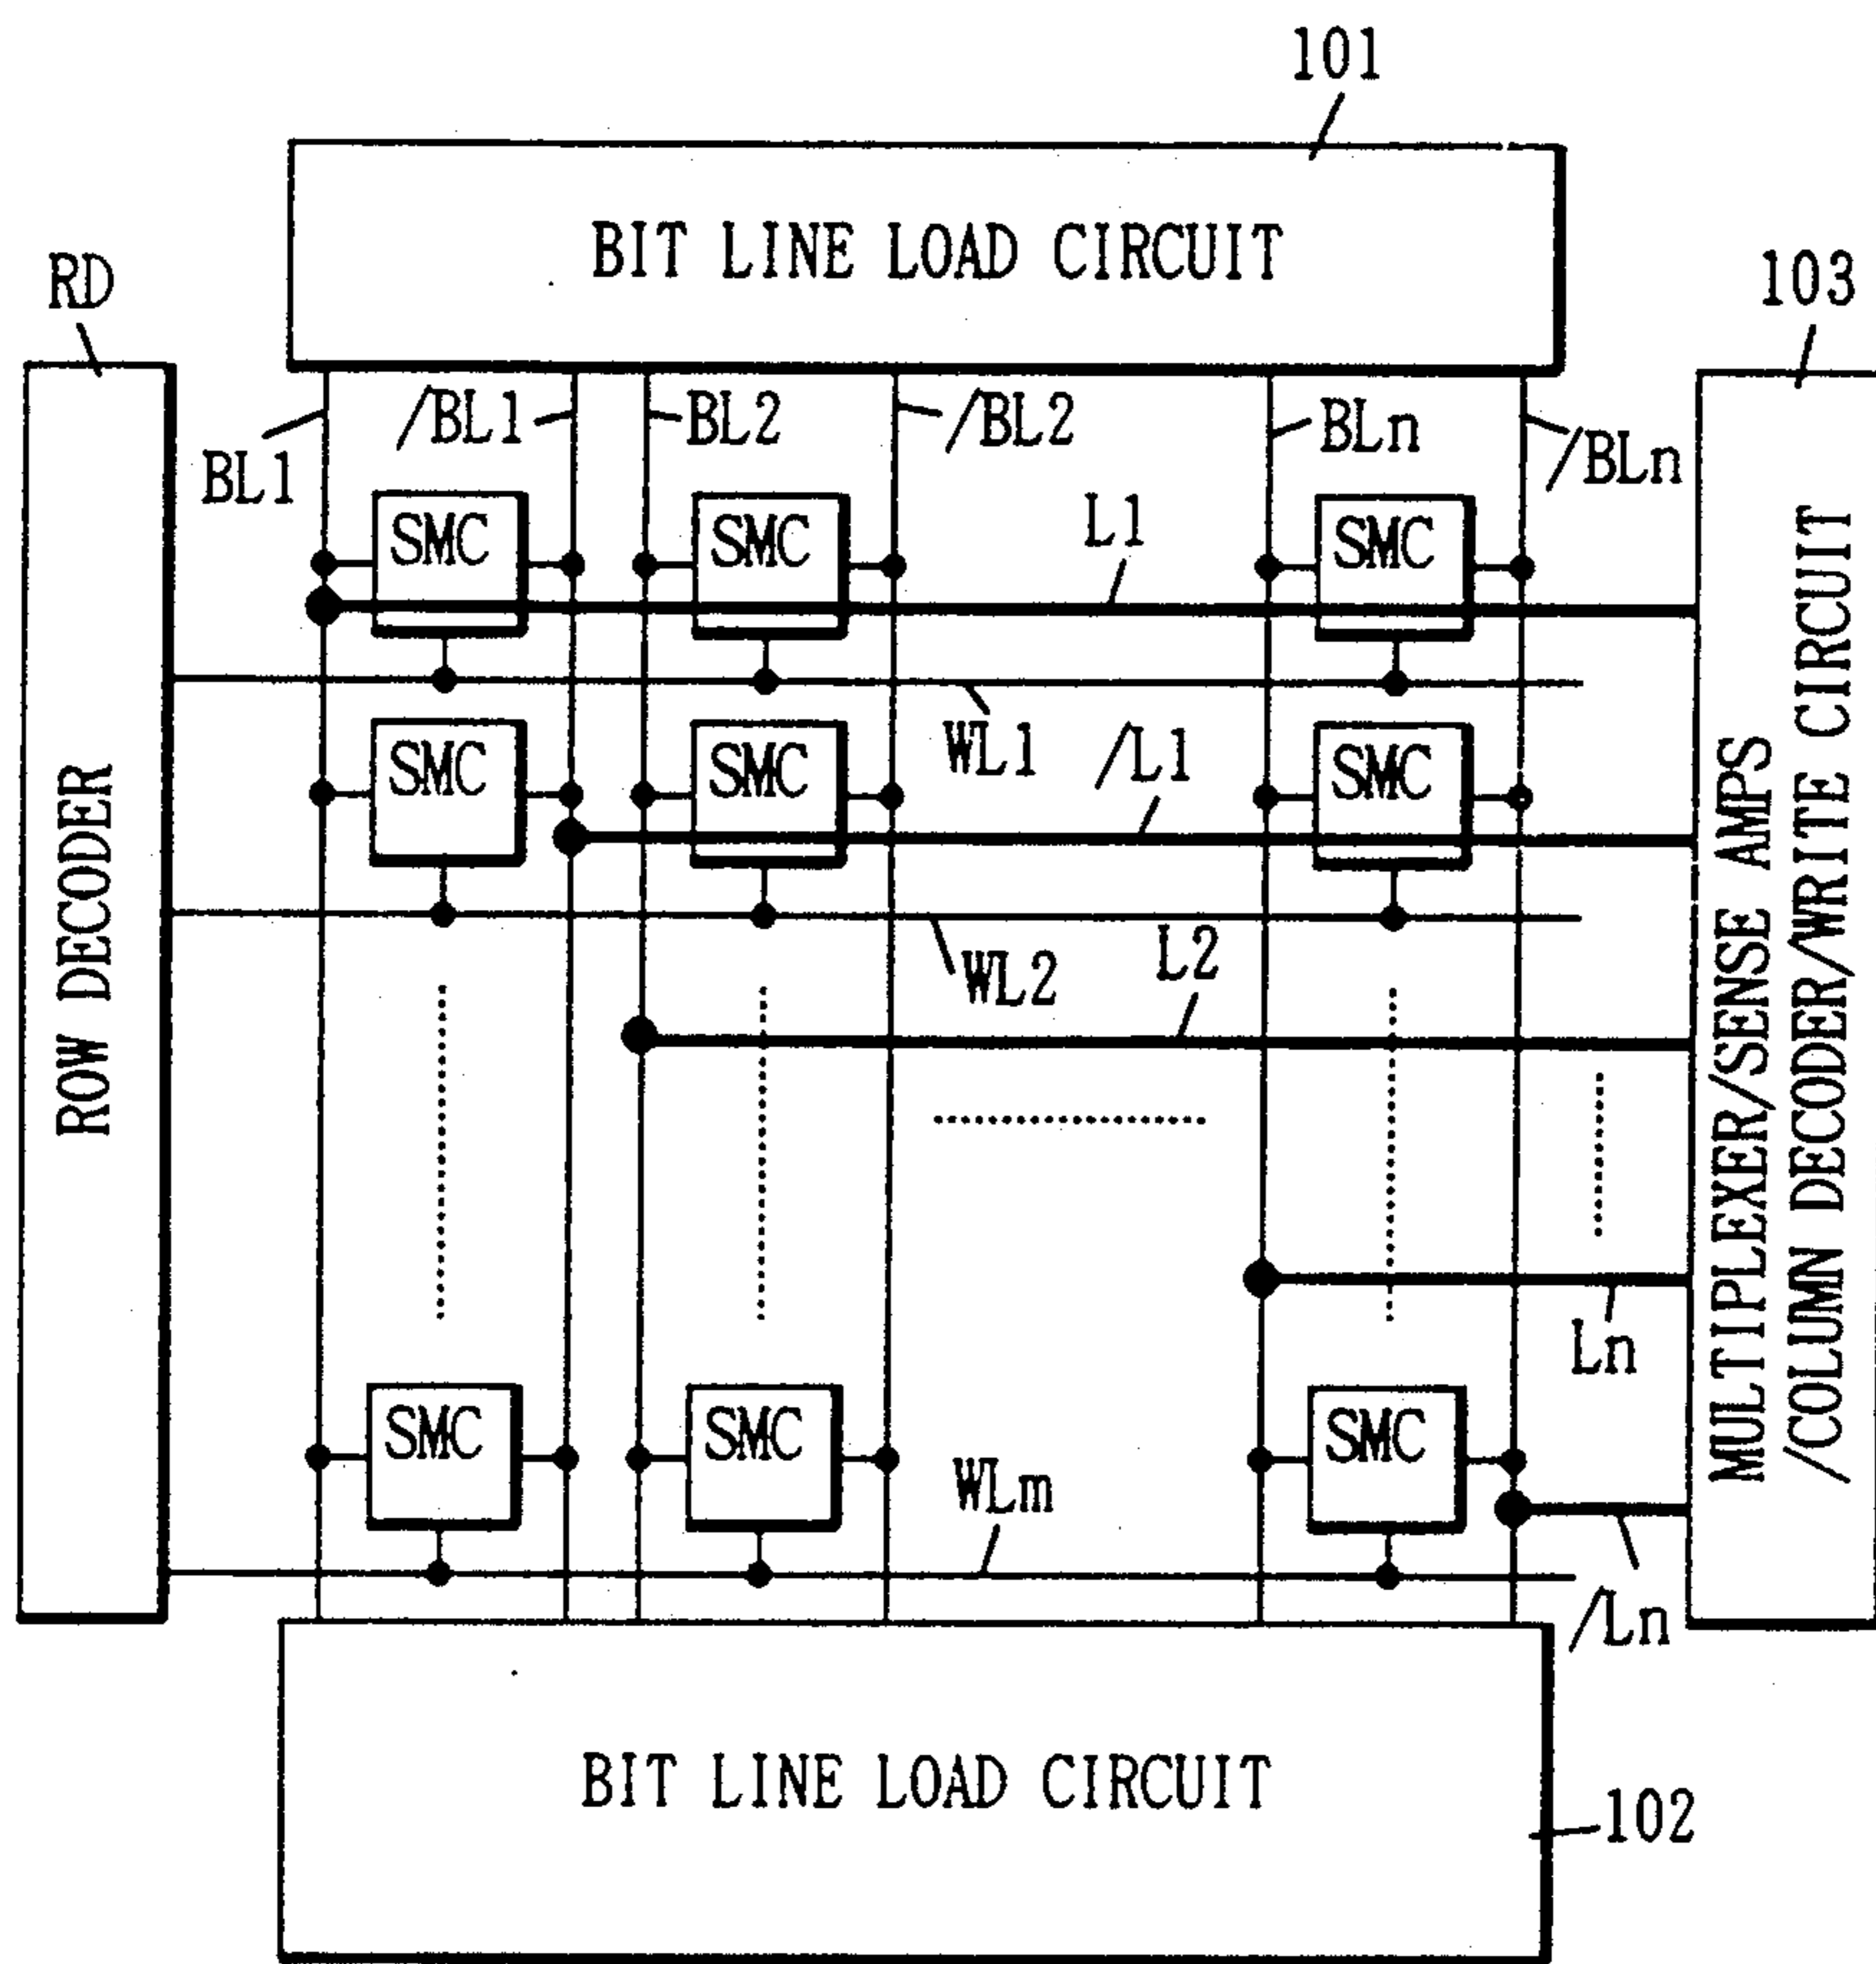 101
BIT LINE LOAD CIRCUIT
RD
103
/BL1
BL2
/BL2
BLn
/BLn
BL1
SMC
SMC
SMC
L1
WL1
/L1
SMC
SMC
SMC
WL2
L2
ROW DECODER
MULTIPLEXER/SENSE AMPS
/COLUMN DECODER/WRITE CIRCUIT
Ln
SMC
SMC
SMC
WLm
/Ln
BIT LINE LOAD CIRCUIT
102